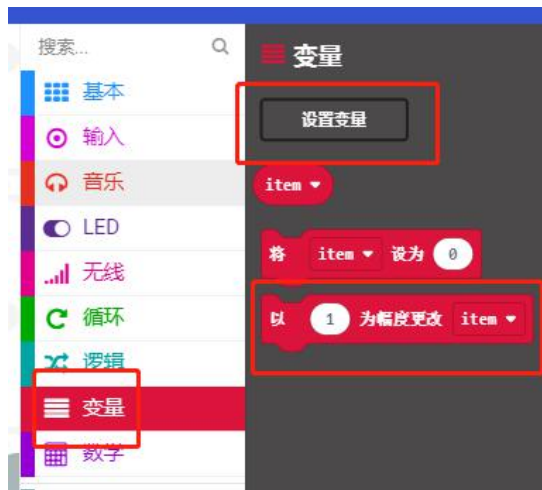 搜索...
基本
输入
音乐
LED
无线
循环
逻辑
变量
数学
变量
设置变量
item
将 item 设为 0
以 1 为幅度更改 item